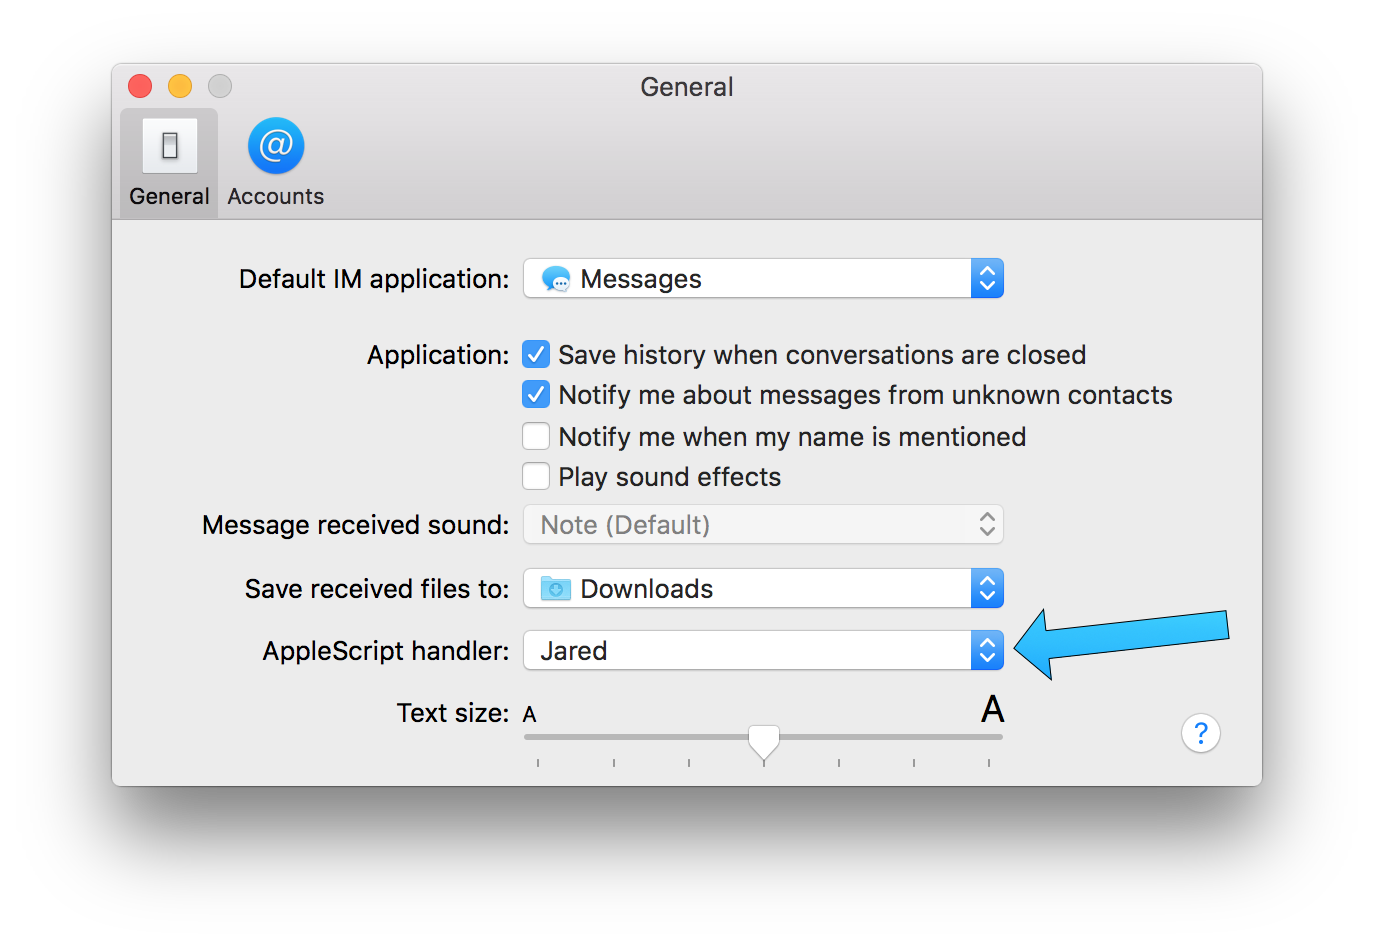 General
General Accounts
Default IM application: Messages
Application: Save history when conversations are closed
Notify me about messages from unknown contacts
Notify me when my name is mentioned
Play sound effects
Message received sound: Note (Default)
Save received files to: Downloads
AppleScript handler: Jared
Text size: A A
?